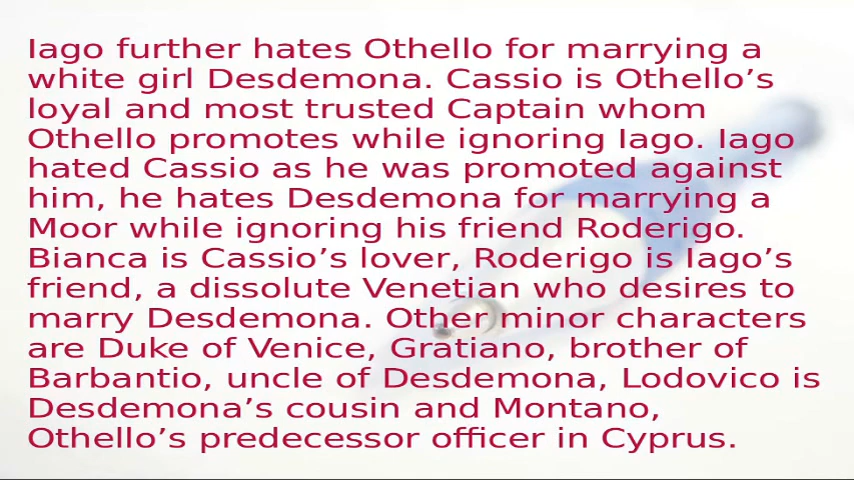 Iago further hates Othello for marrying a
white girl Desdemona. Cassio is Othello’s
loyal and most trusted Captain whom
Othello promotes while ignoring Iago. Iago
hated Cassio as he was promoted against
him, he hates Desdemona for marrying a
Moor while ignoring his friend Roderigo.
Bianca is Cassio’s lover, Roderigo is Iago’s
friend, a dissolute Venetian who desires to
marry Desdemona. Other minor characters
are Duke of Venice, Gratiano, brother of
Barbantio, uncle of Desdemona, Lodovico is
Desdemona’s cousin and Montano,
Othello’s predecessor officer in Cyprus.